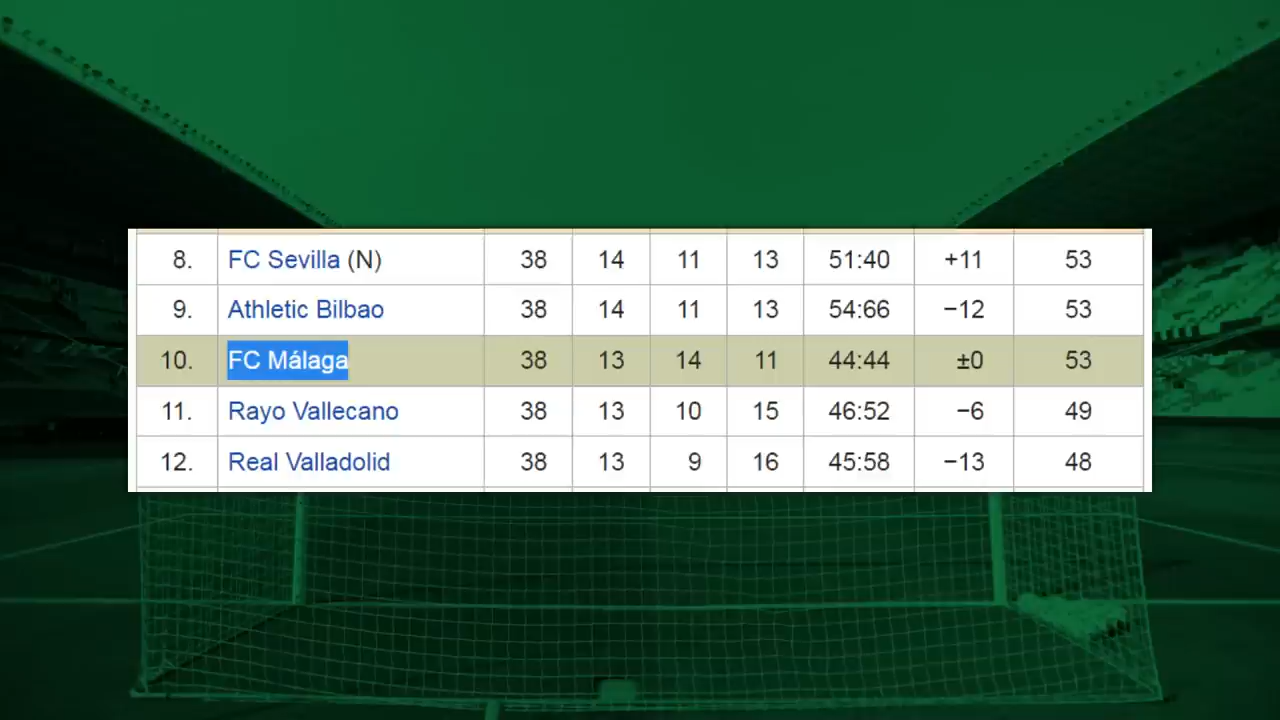 8. FC Sevilla (N) 38 14 11 13 51:40 +11 53
9. Athletic Bilbao 38 14 11 13 54:66 −12 53
10. FC Málaga 38 13 14 11 44:44 ±0 53
11. Rayo Vallecano 38 13 10 15 46:52 −6 49
12. Real Valladolid 38 13 9 16 45:58 −13 48